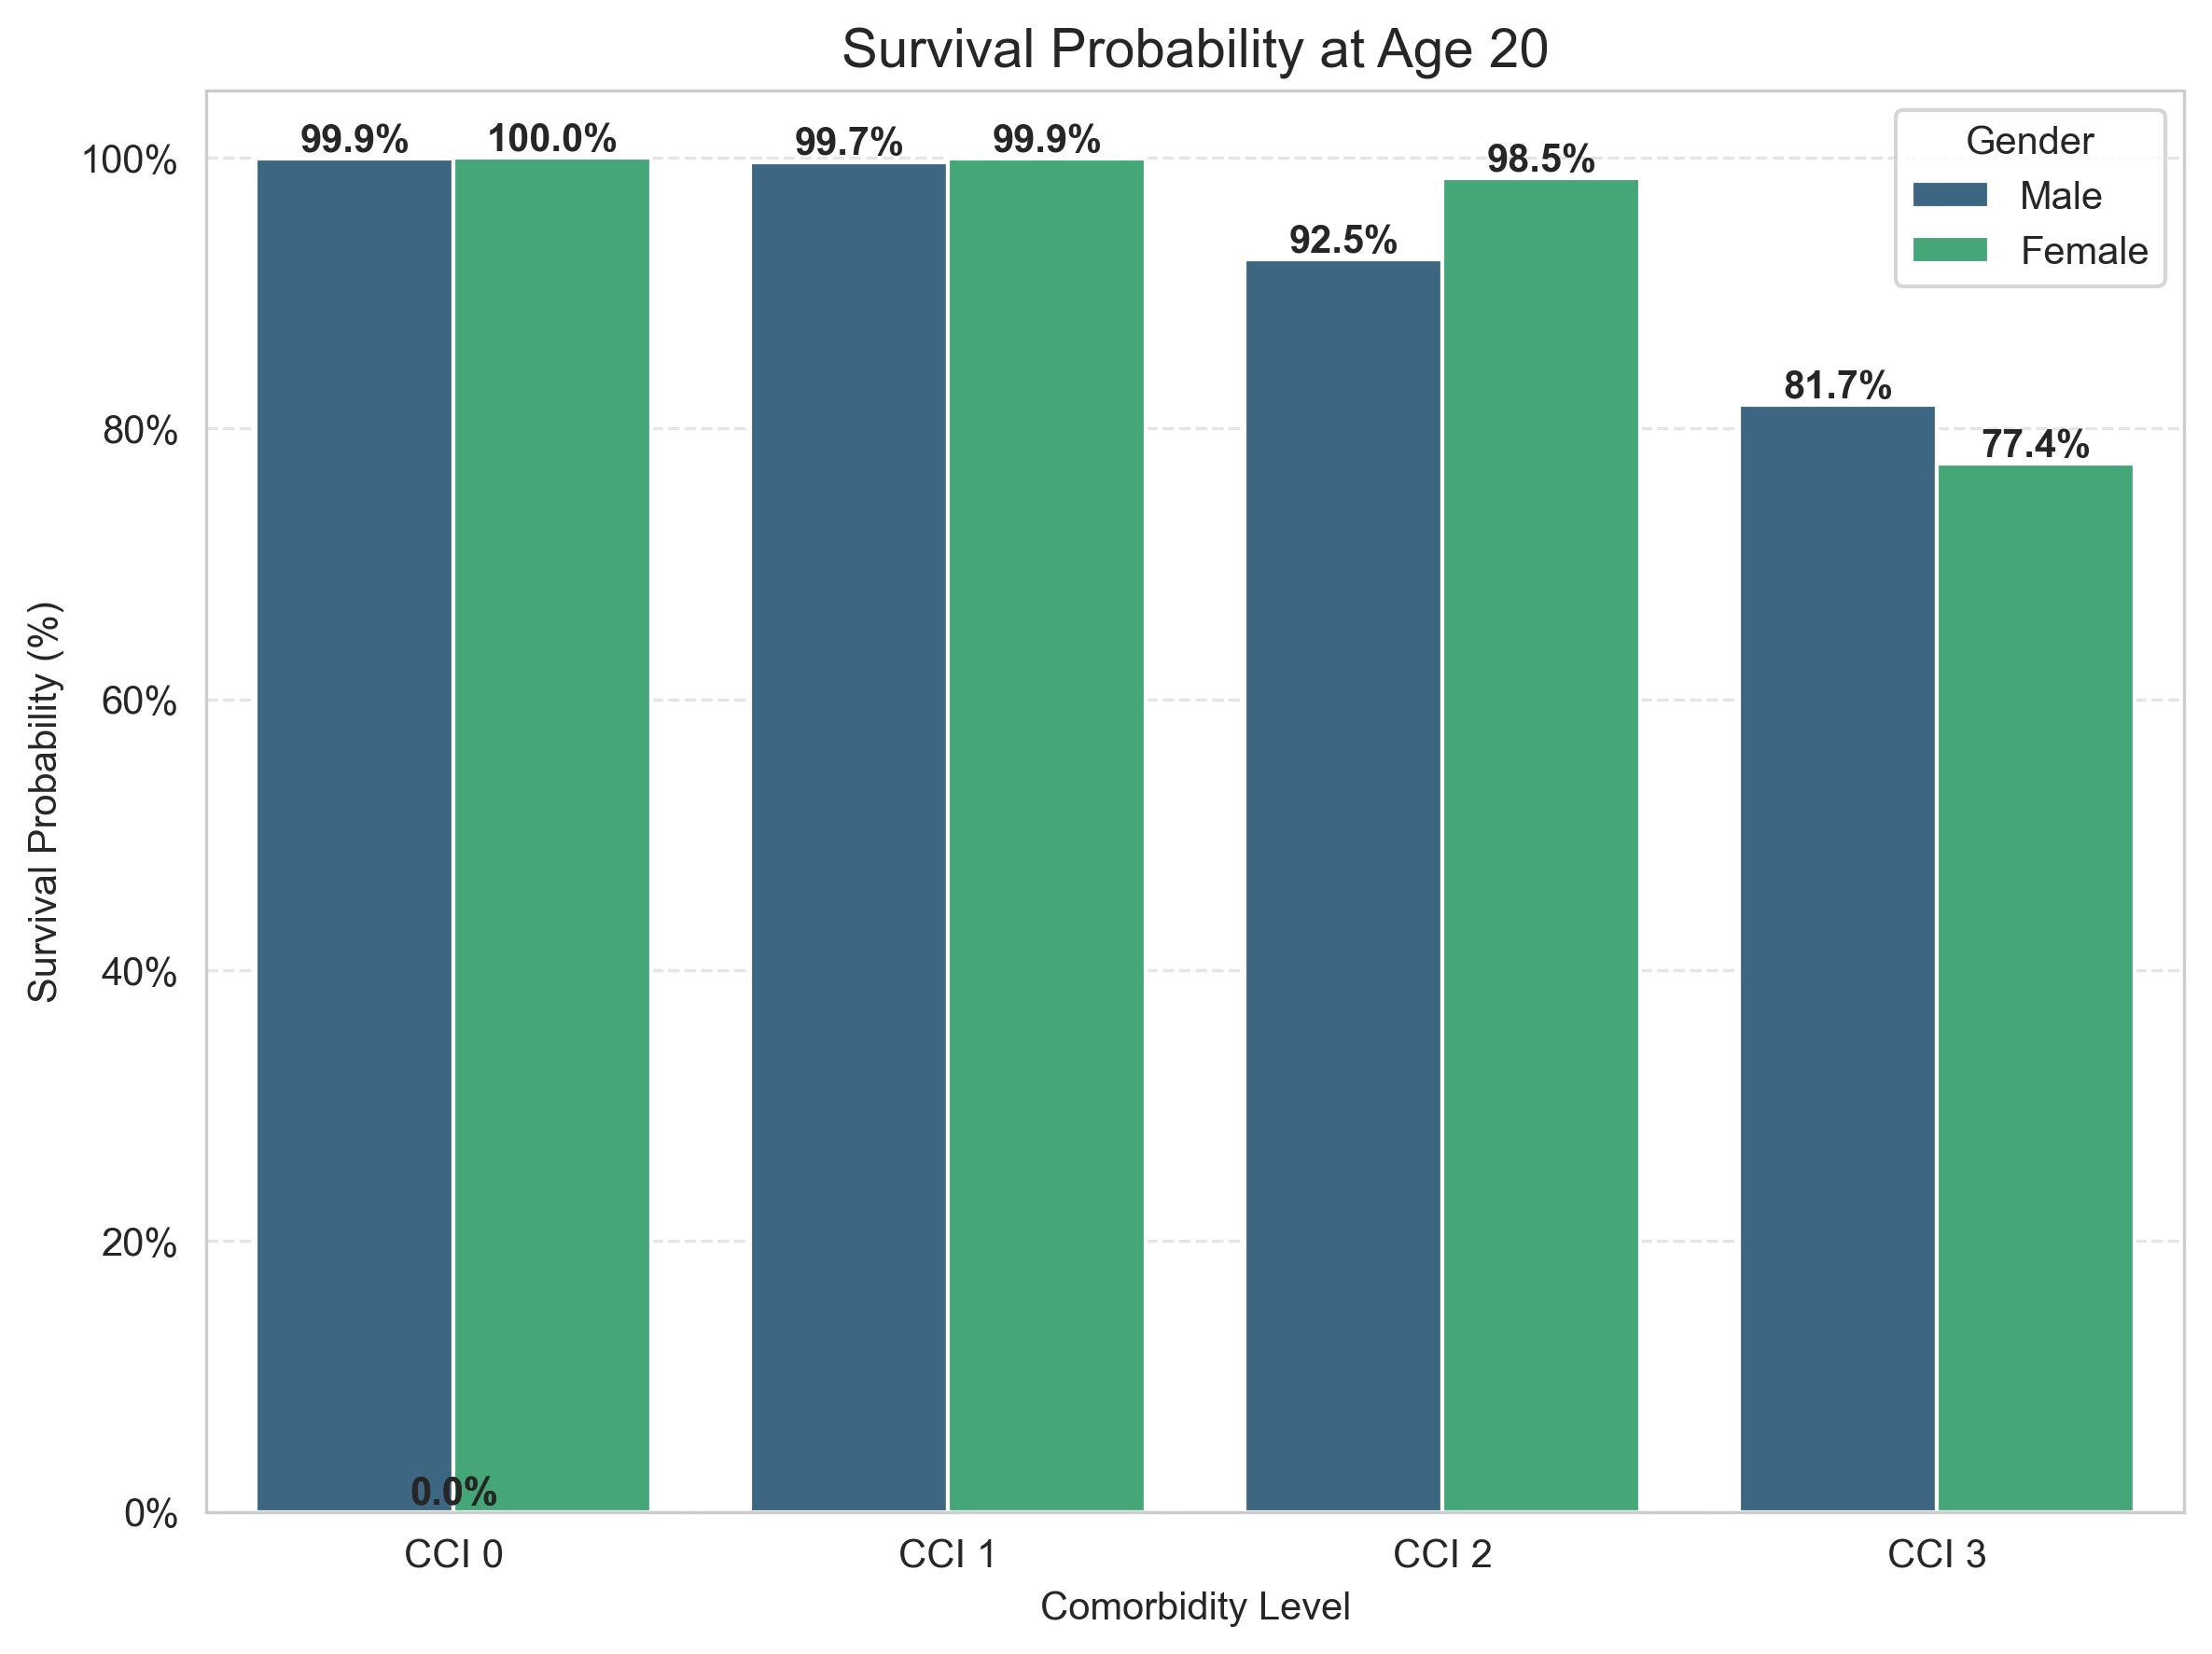 Survival Probability at Age 20
Survival Probability (%)
100%
80%
60%
40%
20%
0%
99.9%
100.0%
99.7%
99.9%
92.5%
98.5%
81.7%
77.4%
0.0%
Gender
Male
Female
CCI 0
CCI 1
CCI 2
CCI 3
Comorbidity Level